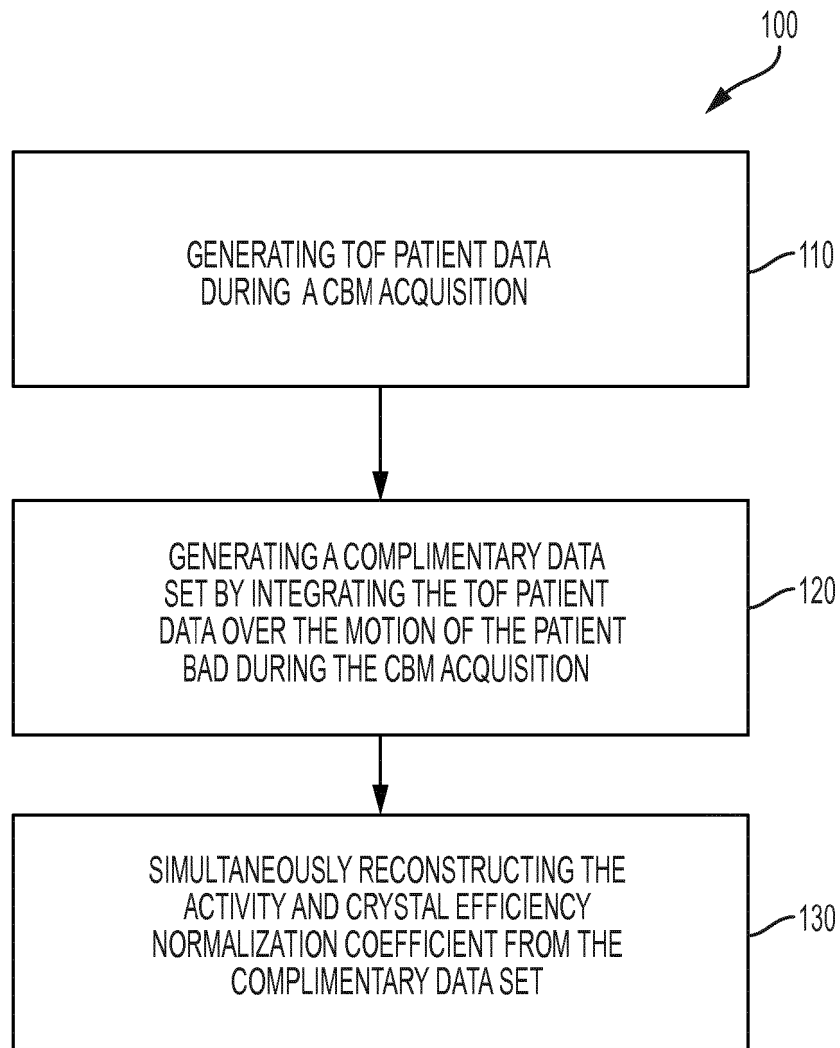 100
GENERATING TOF PATIENT DATA
DURING A CBM ACQUISITION
110
GENERATING A COMPLIMENTARY DATA
SET BY INTEGRATING THE TOF PATIENT
DATA OVER THE MOTION OF THE PATIENT
BAD DURING THE CBM ACQUISITION
120
SIMULTANEOUSLY RECONSTRUCTING THE
ACTIVITY AND CRYSTAL EFFICIENCY
NORMALIZATION COEFFICIENT FROM THE
COMPLIMENTARY DATA SET
130